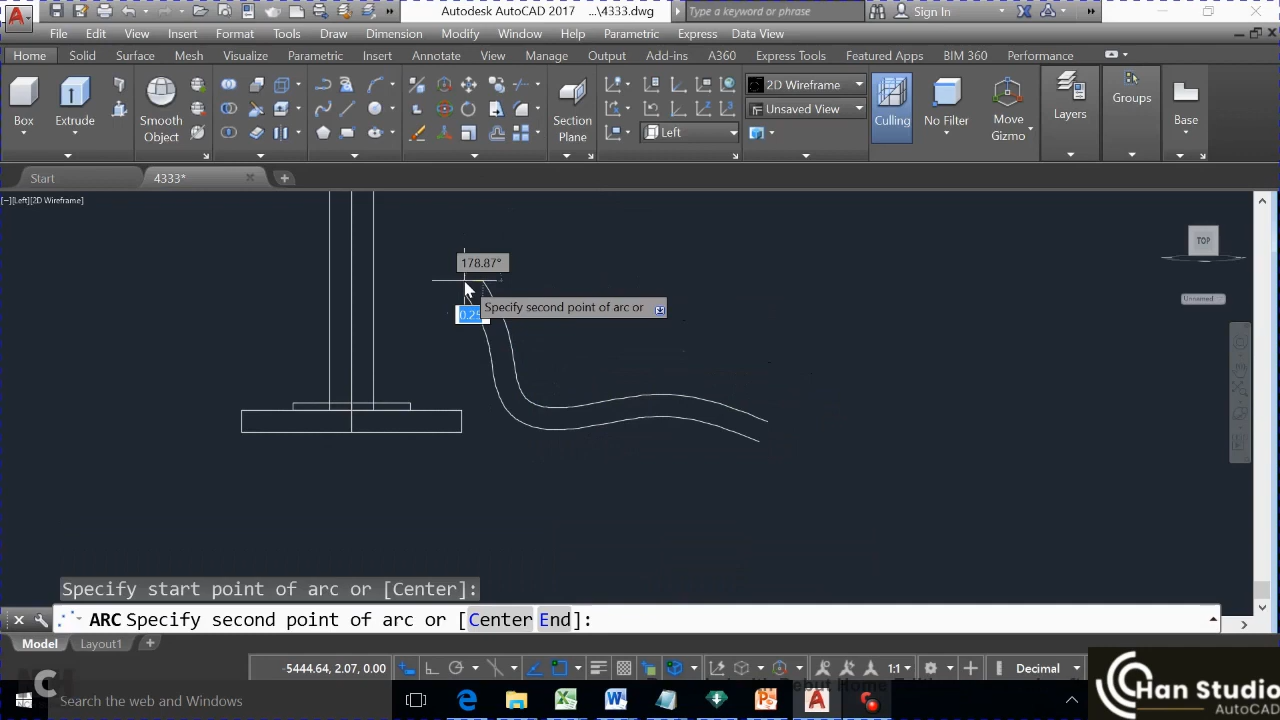 Autodesk AutoCAD 2017 ...\4333.dwg
Type a keyword or phrase
Sign In
File Edit View Insert Format Tools Draw Dimension Modify Window Help Parametric Express Data View
Home Solid Surface Mesh Visualize Parametric Insert Annotate View Manage Output Add-ins A360 Express Tools Featured Apps BIM 360 Performance
Box
Extrude
Smooth
Object
Section
Plane
2D Wireframe
Unsaved View
Left
Culling
No Filter
Move
Gizmo
Layers
Groups
Base
Start
4333*
[−][Left][2D Wireframe]
TOP
Unnamed
178.87°
Specify second point of arc or
0.25
Specify start point of arc or [Center]:
ARC Specify second point of arc or [Center End]:
Model Layout1
-5444.64, 2.07, 0.00
1:1
Decimal
Search the web and Windows
C
Han Studio
AutoCAD